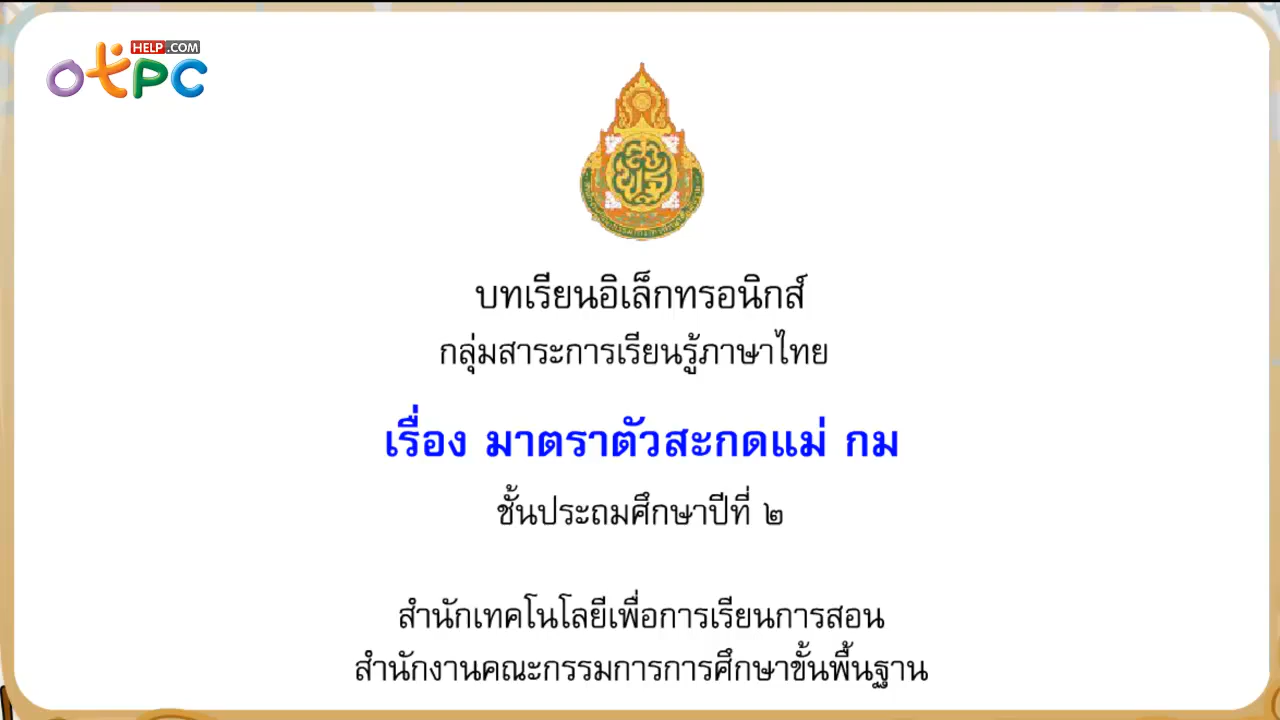 HELP.COM
OTPC
บทเรียนอิเล็กทรอนิกส์
กลุ่มสาระการเรียนรู้ภาษาไทย
เรื่อง มาตราตัวสะกดแม่ กม
ชั้นประถมศึกษาปีที่ ๒
สำนักเทคโนโลยีเพื่อการเรียนการสอน
สำนักงานคณะกรรมการการศึกษาขั้นพื้นฐาน